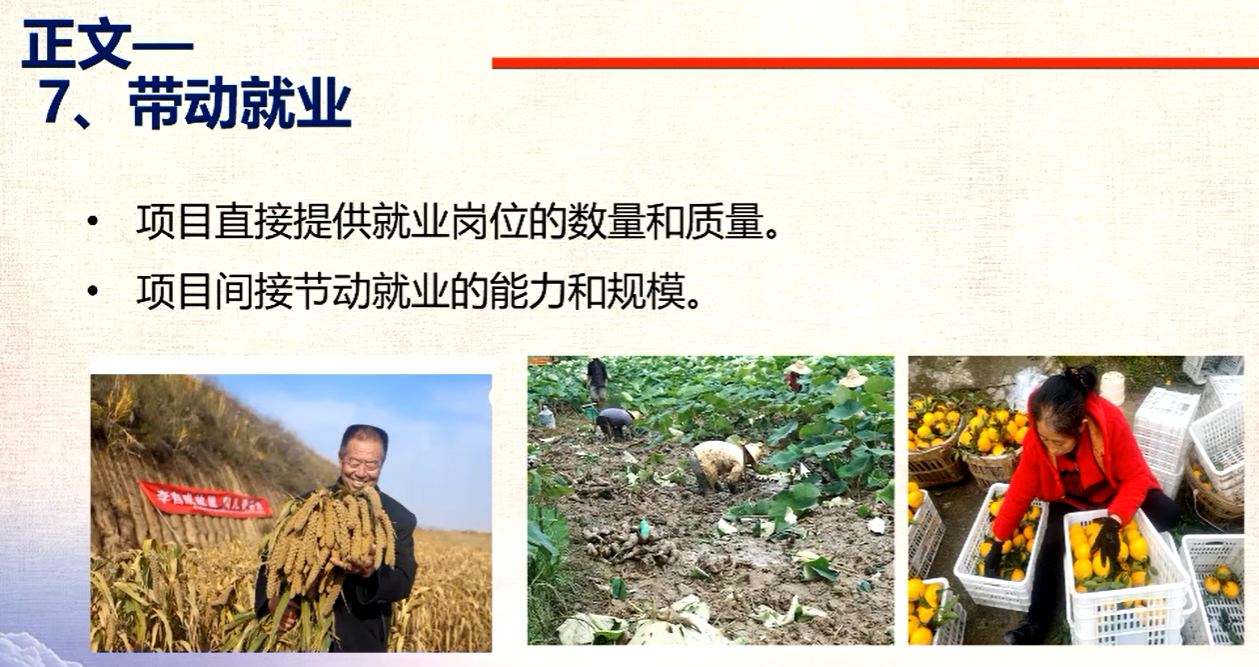 正文—
7、带动就业
• 项目直接提供就业岗位的数量和质量。
• 项目间接节动就业的能力和规模。